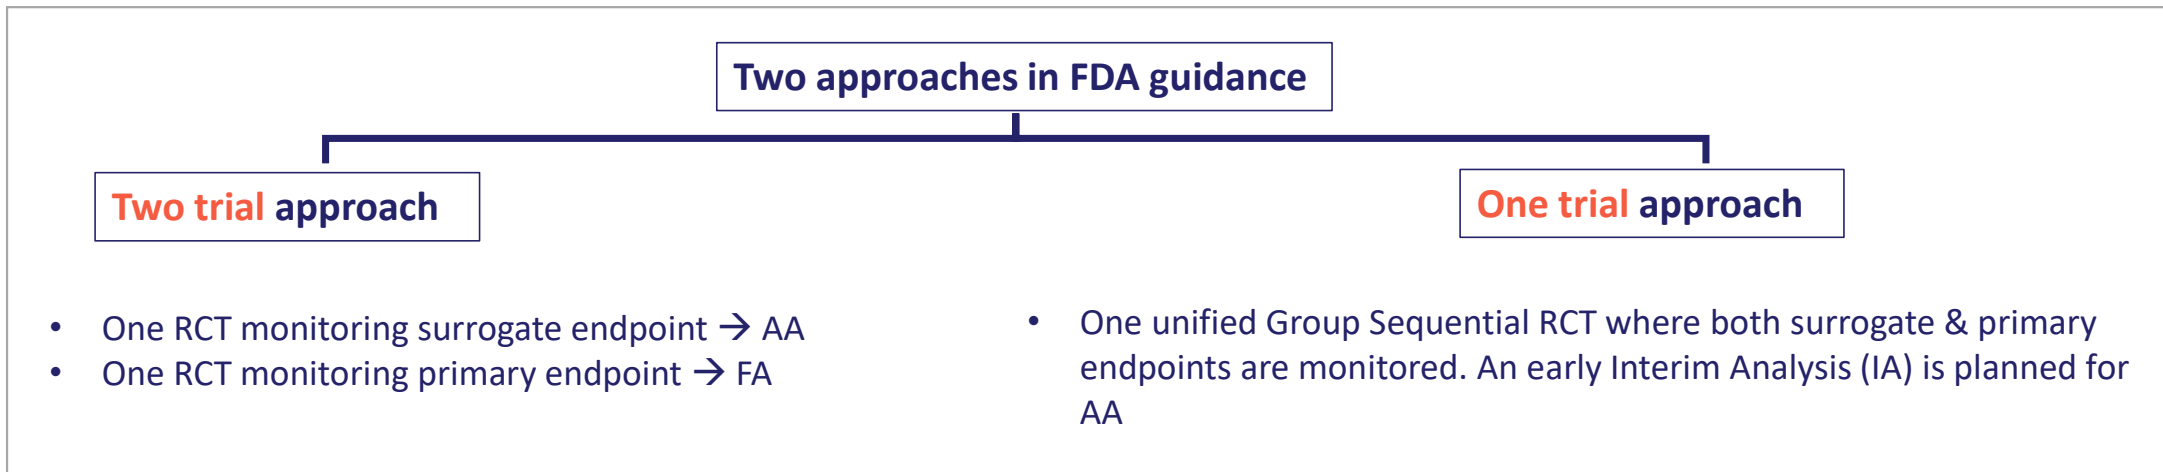 Two approaches in FDA guidance
Two trial approach
One trial approach
• One RCT monitoring surrogate endpoint → AA
• One RCT monitoring primary endpoint → FA
• One unified Group Sequential RCT where both surrogate & primary
endpoints are monitored. An early Interim Analysis (IA) is planned for
AA